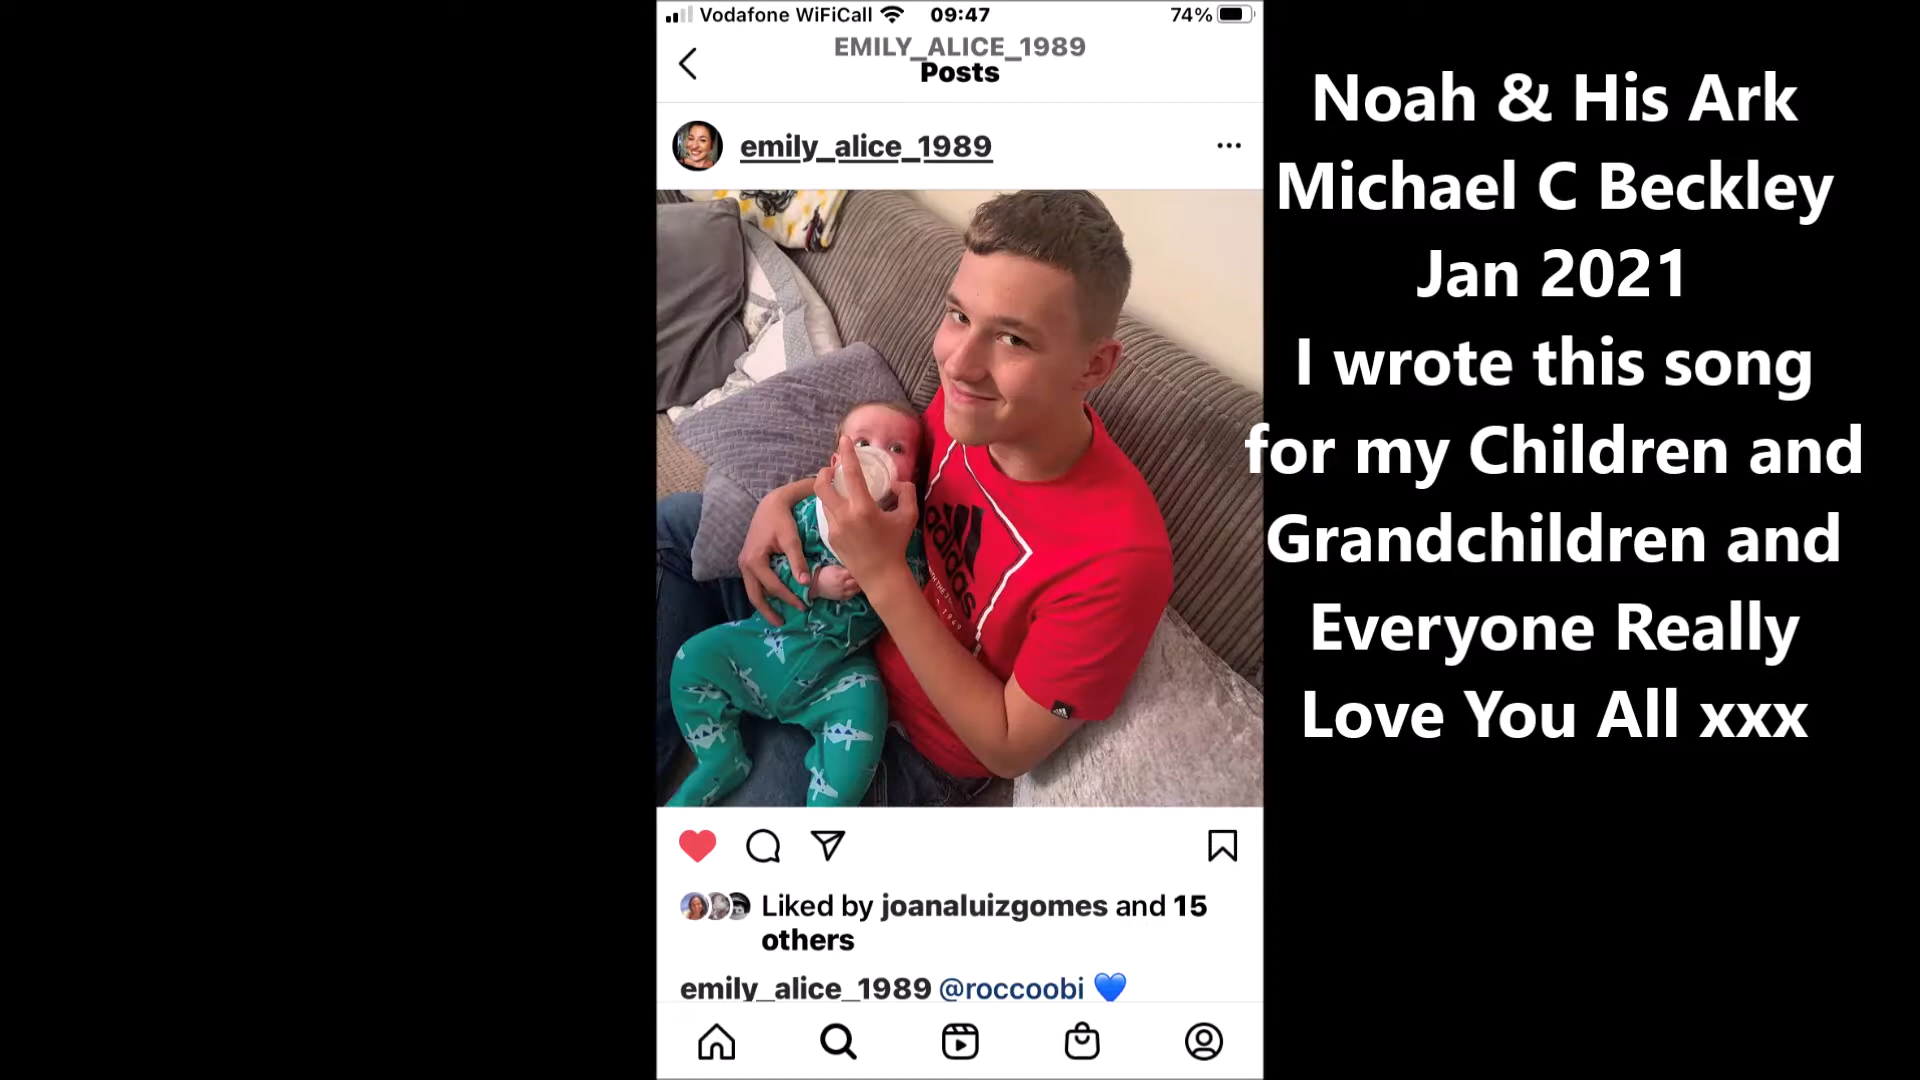 Vodafone WiFiCall 09:47 74%
EMILY_ALICE_1989
Posts
emily_alice_1989
adidas
1949
Liked by joanaluizgomes and 15
others
emily_alice_1989 @roccoobi 💙
Noah & His Ark
Michael C Beckley
Jan 2021
I wrote this song
for my Children and
Grandchildren and
Everyone Really
Love You All xxx